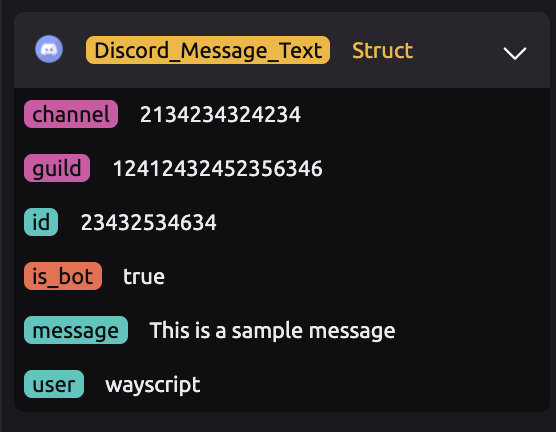 Discord_Message_Text Struct
channel 2134234324234
guild 12412432452356346
id 23432534634
is_bot true
message This is a sample message
user wayscript